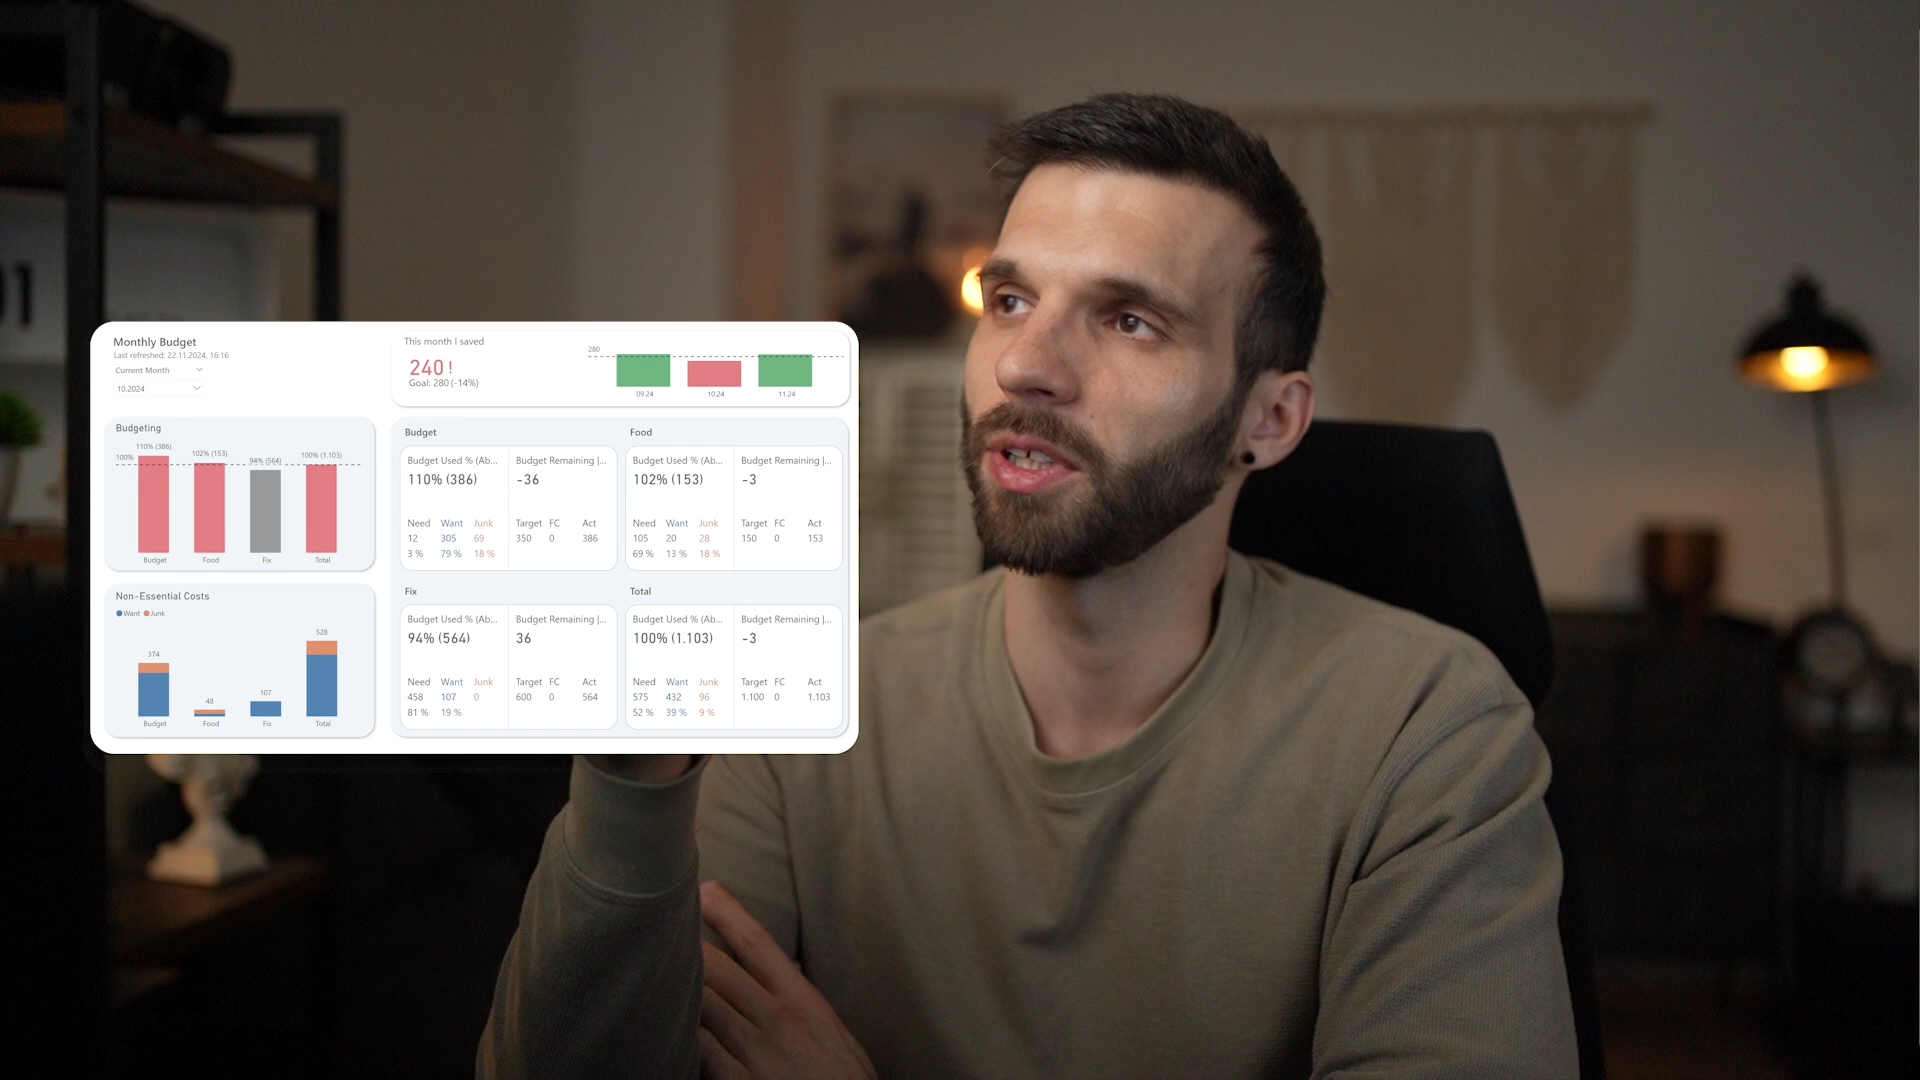 01
Monthly Budget
Last refreshed: 22.11.2024, 16:16
Current Month
10.2024
This month I saved
240!
Goal: 280 (-14%)
280
09.24 10.24 11.24
Budgeting
110% (386) 102% (153) 94% (564) 100% (1.103)
100%
Budget Food Fix Total
Non-Essential Costs
Want Junk
374 48 107 528
Budget Food Fix Total
Budget
Budget Used % (Ab... Budget Remaining |...
110% (386) -36
Need Want Junk Target FC Act
12 305 69 350 0 386
3 % 79 % 18 %
Food
Budget Used % (Ab... Budget Remaining |...
102% (153) -3
Need Want Junk Target FC Act
105 20 28 150 0 153
69 % 13 % 18 %
Fix
Budget Used % (Ab... Budget Remaining |...
94% (564) 36
Need Want Junk Target FC Act
458 107 0 600 0 564
81 % 19 %
Total
Budget Used % (Ab... Budget Remaining |...
100% (1.103) -3
Need Want Junk Target FC Act
575 432 96 1.100 0 1.103
52 % 39 % 9 %